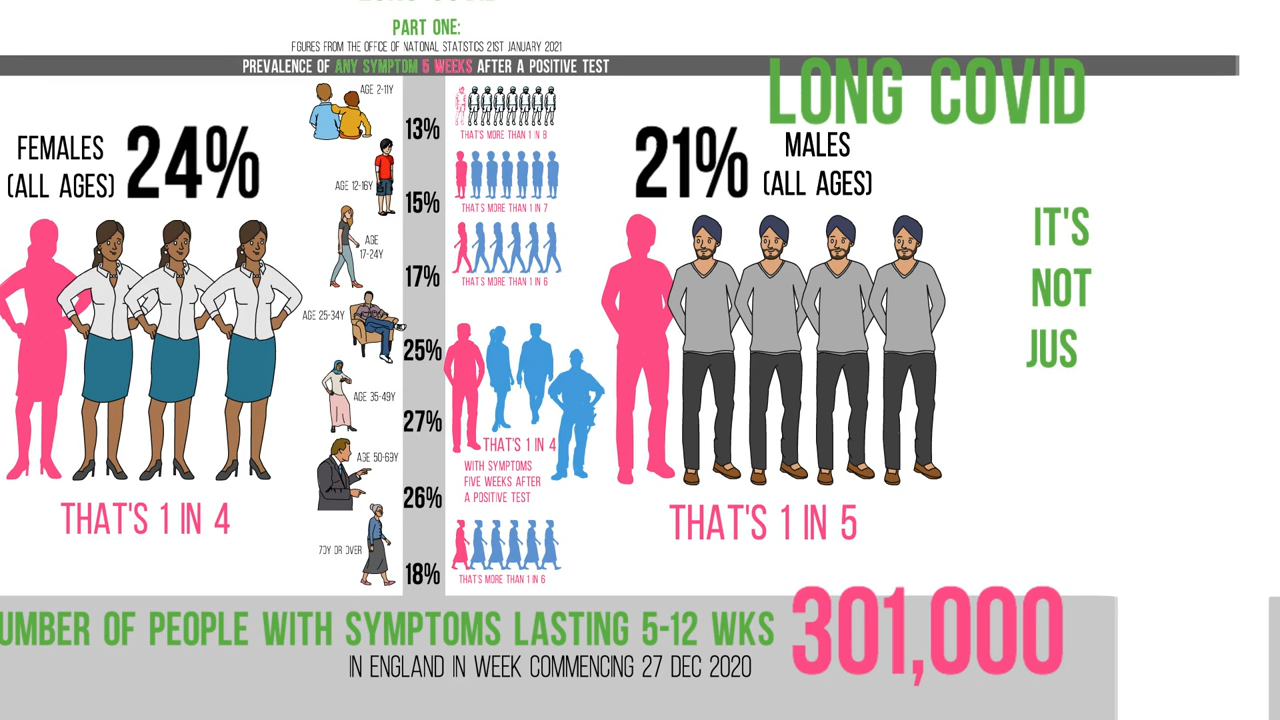 PART ONE:
FGURES FROM THE OFFICE OF NATONAL STATSTCS 21ST JANUARY 2021
PREVALENCE OF ANY SYMPTOM 5 WEEKS AFTER A POSITIVE TEST
LONG COVID
FEMALES
(ALL AGES)
24%
AGE 2-11Y
13%
THAT'S MORE THAN 1 IN 8
AGE 12-16Y
15%
THAT'S MORE THAN 1 IN 7
AGE
17-24Y
17%
THAT'S MORE THAN 1 IN 6
AGE 25-34Y
25%
AGE 35-49Y
27%
THAT'S 1 IN 4
WITH SYMPTOMS
FIVE WEEKS AFTER
A POSITIVE TEST
AGE 50-69Y
26%
70Y OR OVER
18%
THAT'S MORE THAN 1 IN 6
21%
MALES
(ALL AGES)
IT'S
NOT
JUS
THAT'S 1 IN 4
THAT'S 1 IN 5
UMBER OF PEOPLE WITH SYMPTOMS LASTING 5-12 WKS
301,000
IN ENGLAND IN WEEK COMMENCING 27 DEC 2020